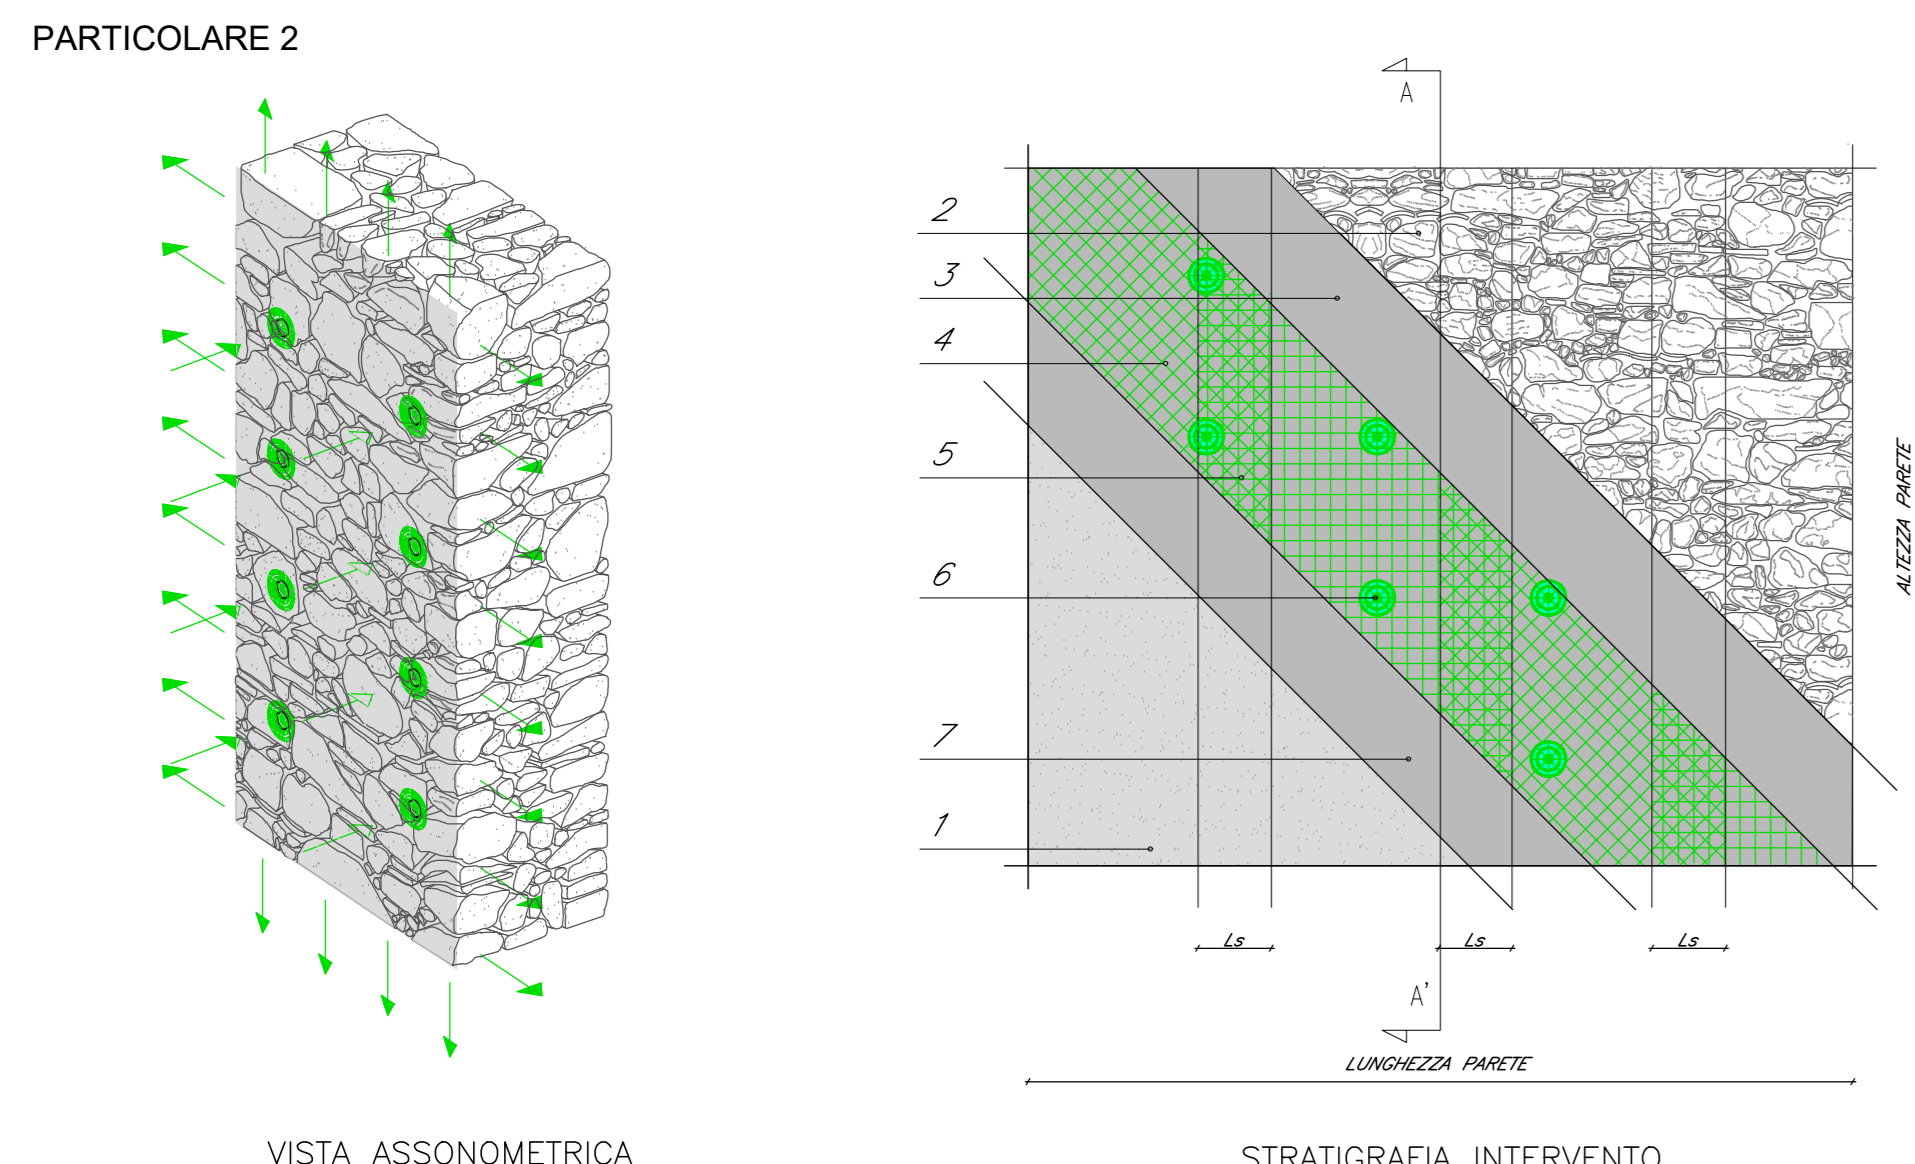 PARTICOLARE 2
A
2
3
4
5
6
7
1
ALTEZZA PARETE
Ls Ls Ls
A'
LUNGHEZZA PARETE
VISTA ASSONOMETRICA
STRATIGRAFIA INTERVENTO